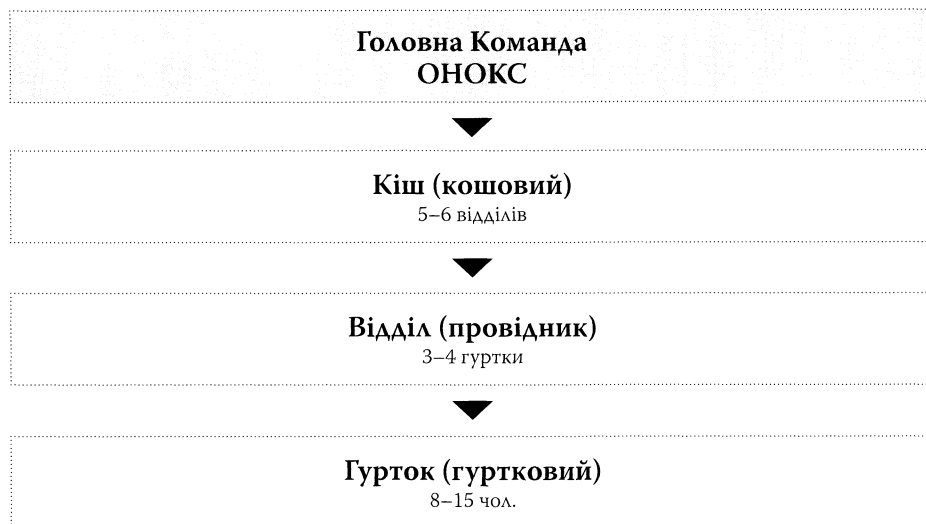 Головна Команда
ОНОКС
Кіш (кошовий)
5–6 відділів
Відділ (провідник)
3–4 гуртки
Гурток (гуртковий)
8–15 чол.